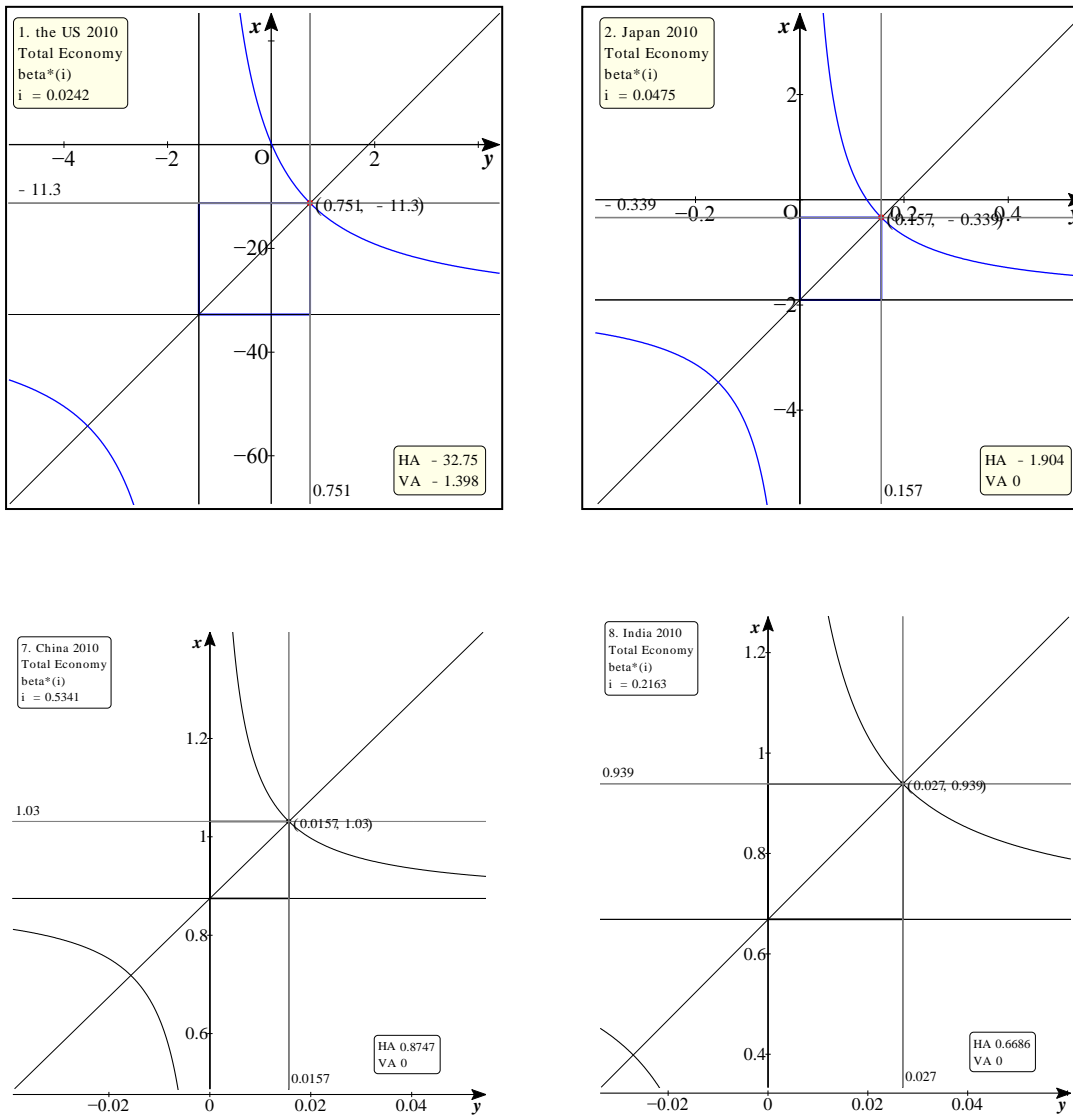 1. the US 2010
Total Economy
beta*(i)
i = 0.0242
x
−4
−2
O
2
y
- 11.3
(0.751, - 11.3)
−20
−40
−60
HA - 32.75
VA - 1.398
0.751
2. Japan 2010
Total Economy
beta*(i)
i = 0.0475
x
2
- 0.339
−0.2
O
0.2
0.4
y
(0.157, - 0.339)
−2
−4
HA - 1.904
VA 0
0.157
7. China 2010
Total Economy
beta*(i)
i = 0.5341
x
1.2
1.03
(0.0157, 1.03)
1
0.8
0.6
HA 0.8747
VA 0
0.0157
−0.02
0
0.02
0.04
y
8. India 2010
Total Economy
beta*(i)
i = 0.2163
x
1.2
1
0.939
(0.027, 0.939)
0.8
0.6
0.4
HA 0.6686
VA 0
0.027
−0.02
0
0.02
0.04
y